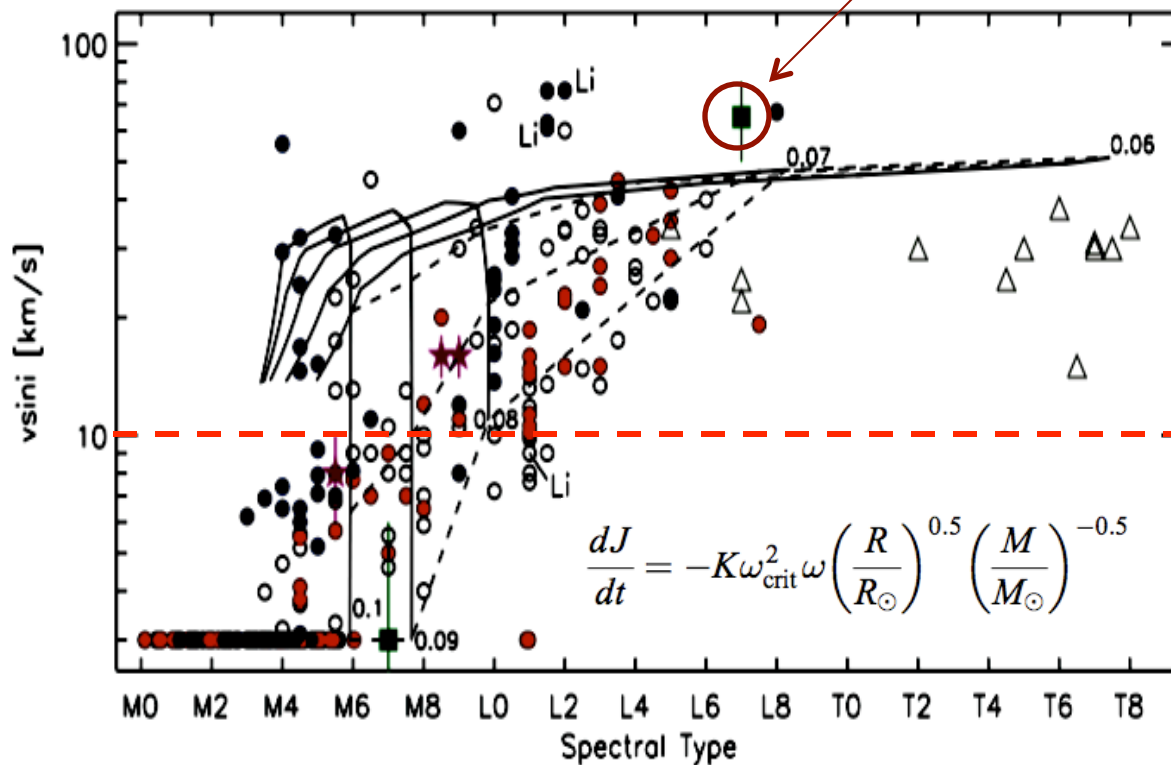 100
Li
Li
0.07
0.06
vsini [km/s]
10
0.08
Li
dJ/dt = −Kω²crit ω (R/R⊙)^0.5 (M/M⊙)^−0.5
0.1
0.09
M0 M2 M4 M6 M8 L0 L2 L4 L6 L8 T0 T2 T4 T6 T8
Spectral Type